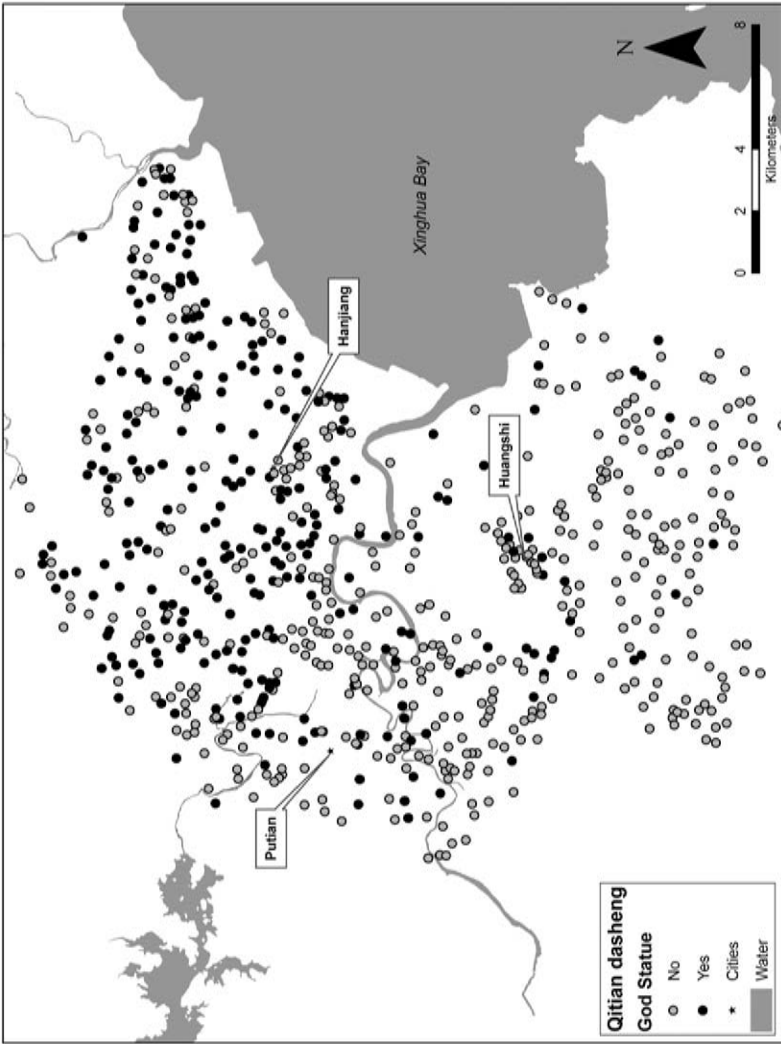 Qitian dasheng
God Statue
No
Yes
Cities
Water
Putian
Hanjiang
Huangshi
Xinghua Bay
N
0 2 4 8
Kilometers